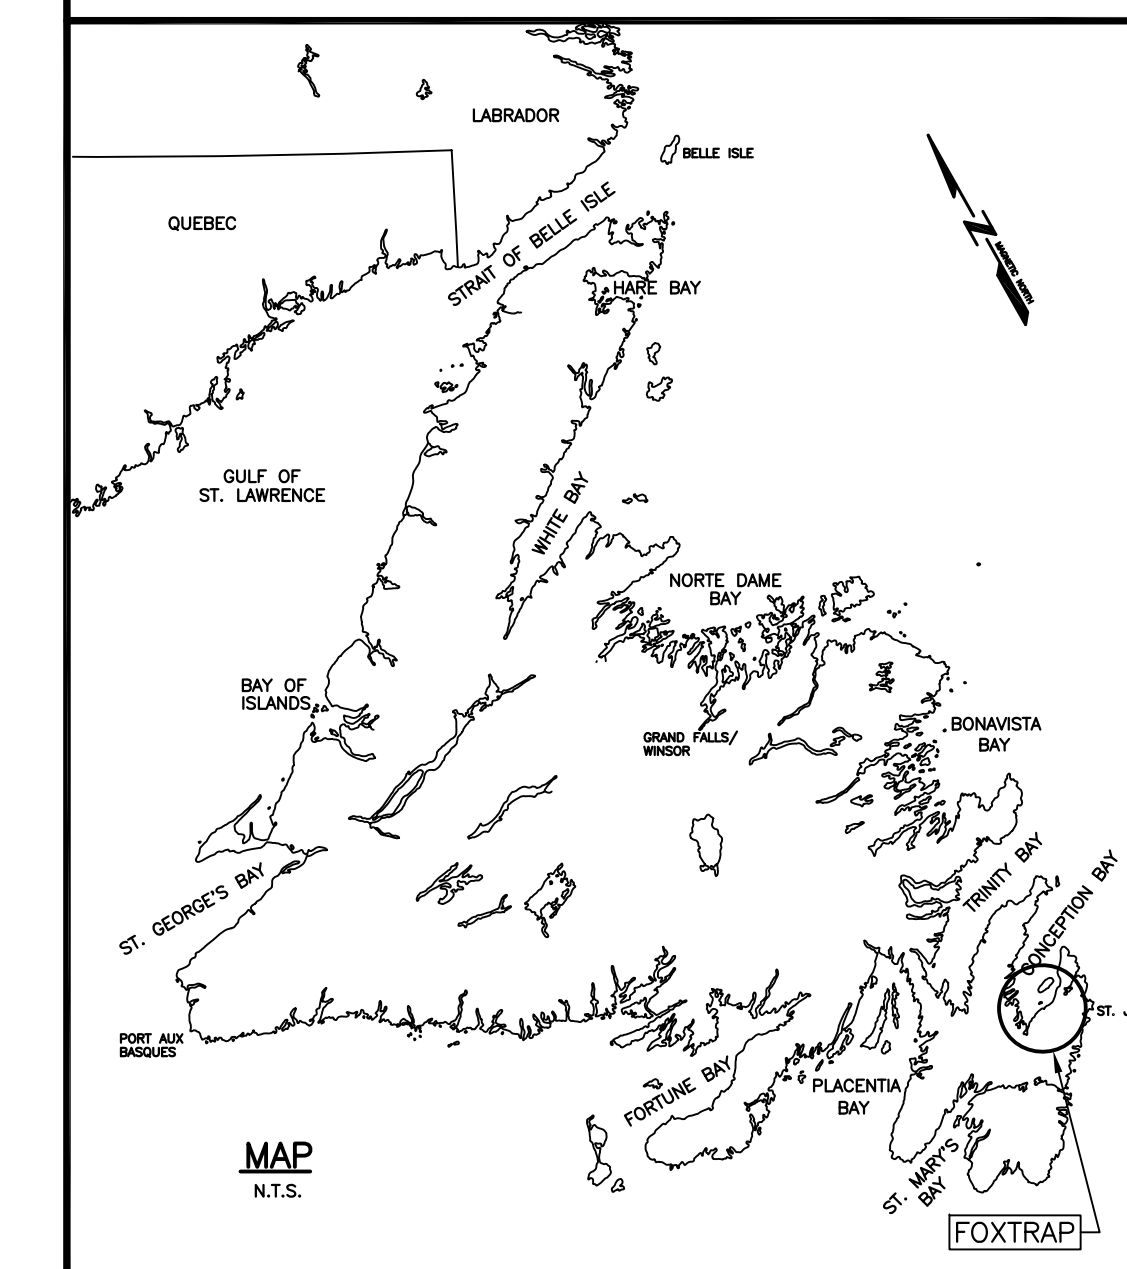 LABRADOR
BELLE ISLE
QUEBEC
STRAIT OF BELLE ISLE
MAGNETIC NORTH
HARE BAY
GULF OF
ST. LAWRENCE
WHITE BAY
NORTE DAME
BAY
BAY OF
ISLANDS
GRAND FALLS/
WINSOR
BONAVISTA
BAY
TRINITY BAY
CONCEPTION BAY
ST. GEORGE'S BAY
ST. J
PORT AUX
BASQUES
FORTUNE BAY
PLACENTIA
BAY
MAP
N.T.S.
ST. MARY'S
BAY
FOXTRAP